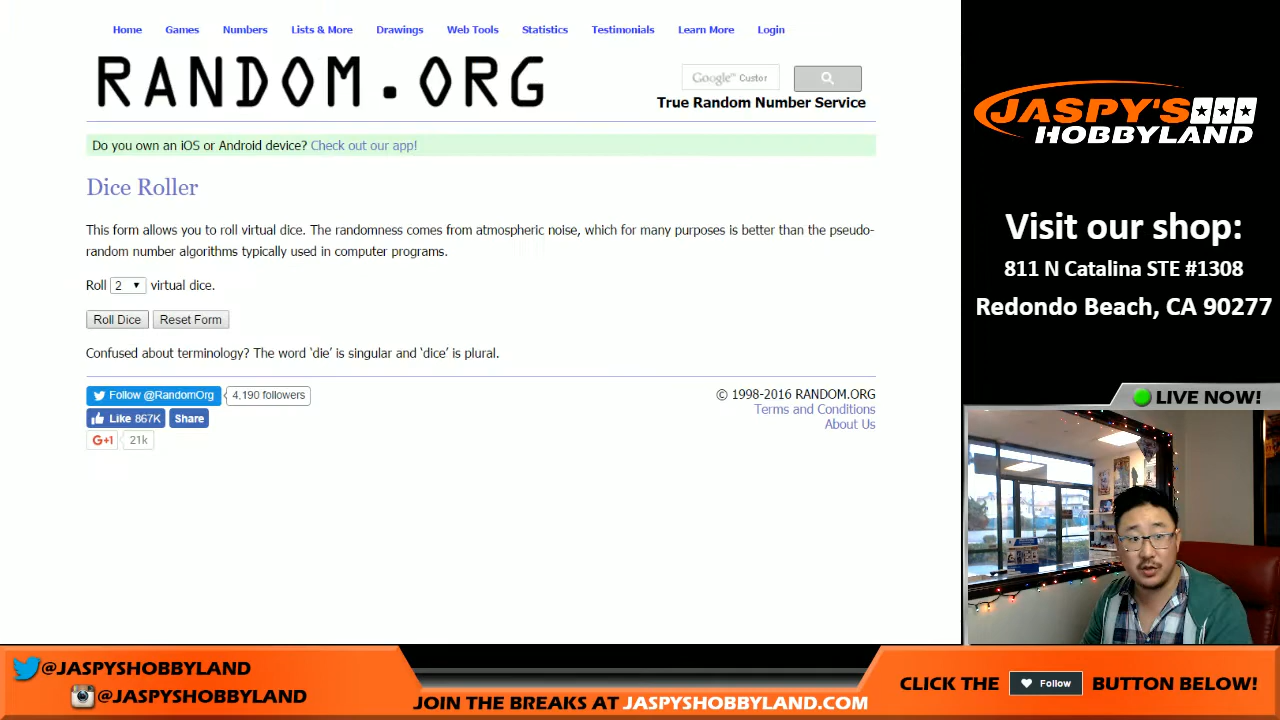 Home Games Numbers Lists & More Drawings Web Tools Statistics Testimonials Learn More Login
RANDOM.ORG
Google™ Custor
True Random Number Service
Do you own an iOS or Android device? Check out our app!
Dice Roller
This form allows you to roll virtual dice. The randomness comes from atmospheric noise, which for many purposes is better than the pseudo-
random number algorithms typically used in computer programs.
Roll 2 virtual dice.
Roll Dice Reset Form
Confused about terminology? The word ‘die’ is singular and ‘dice’ is plural.
Follow @RandomOrg 4,190 followers
Like 867K Share
G+1 21k
© 1998-2016 RANDOM.ORG
Terms and Conditions
About Us
JASPY'S
HOBBYLAND
Visit our shop:
811 N Catalina STE #1308
Redondo Beach, CA 90277
LIVE NOW!
@JASPYSHOBBYLAND
@JASPYSHOBBYLAND
JOIN THE BREAKS AT JASPYSHOBBYLAND.COM
CLICK THE Follow BUTTON BELOW!